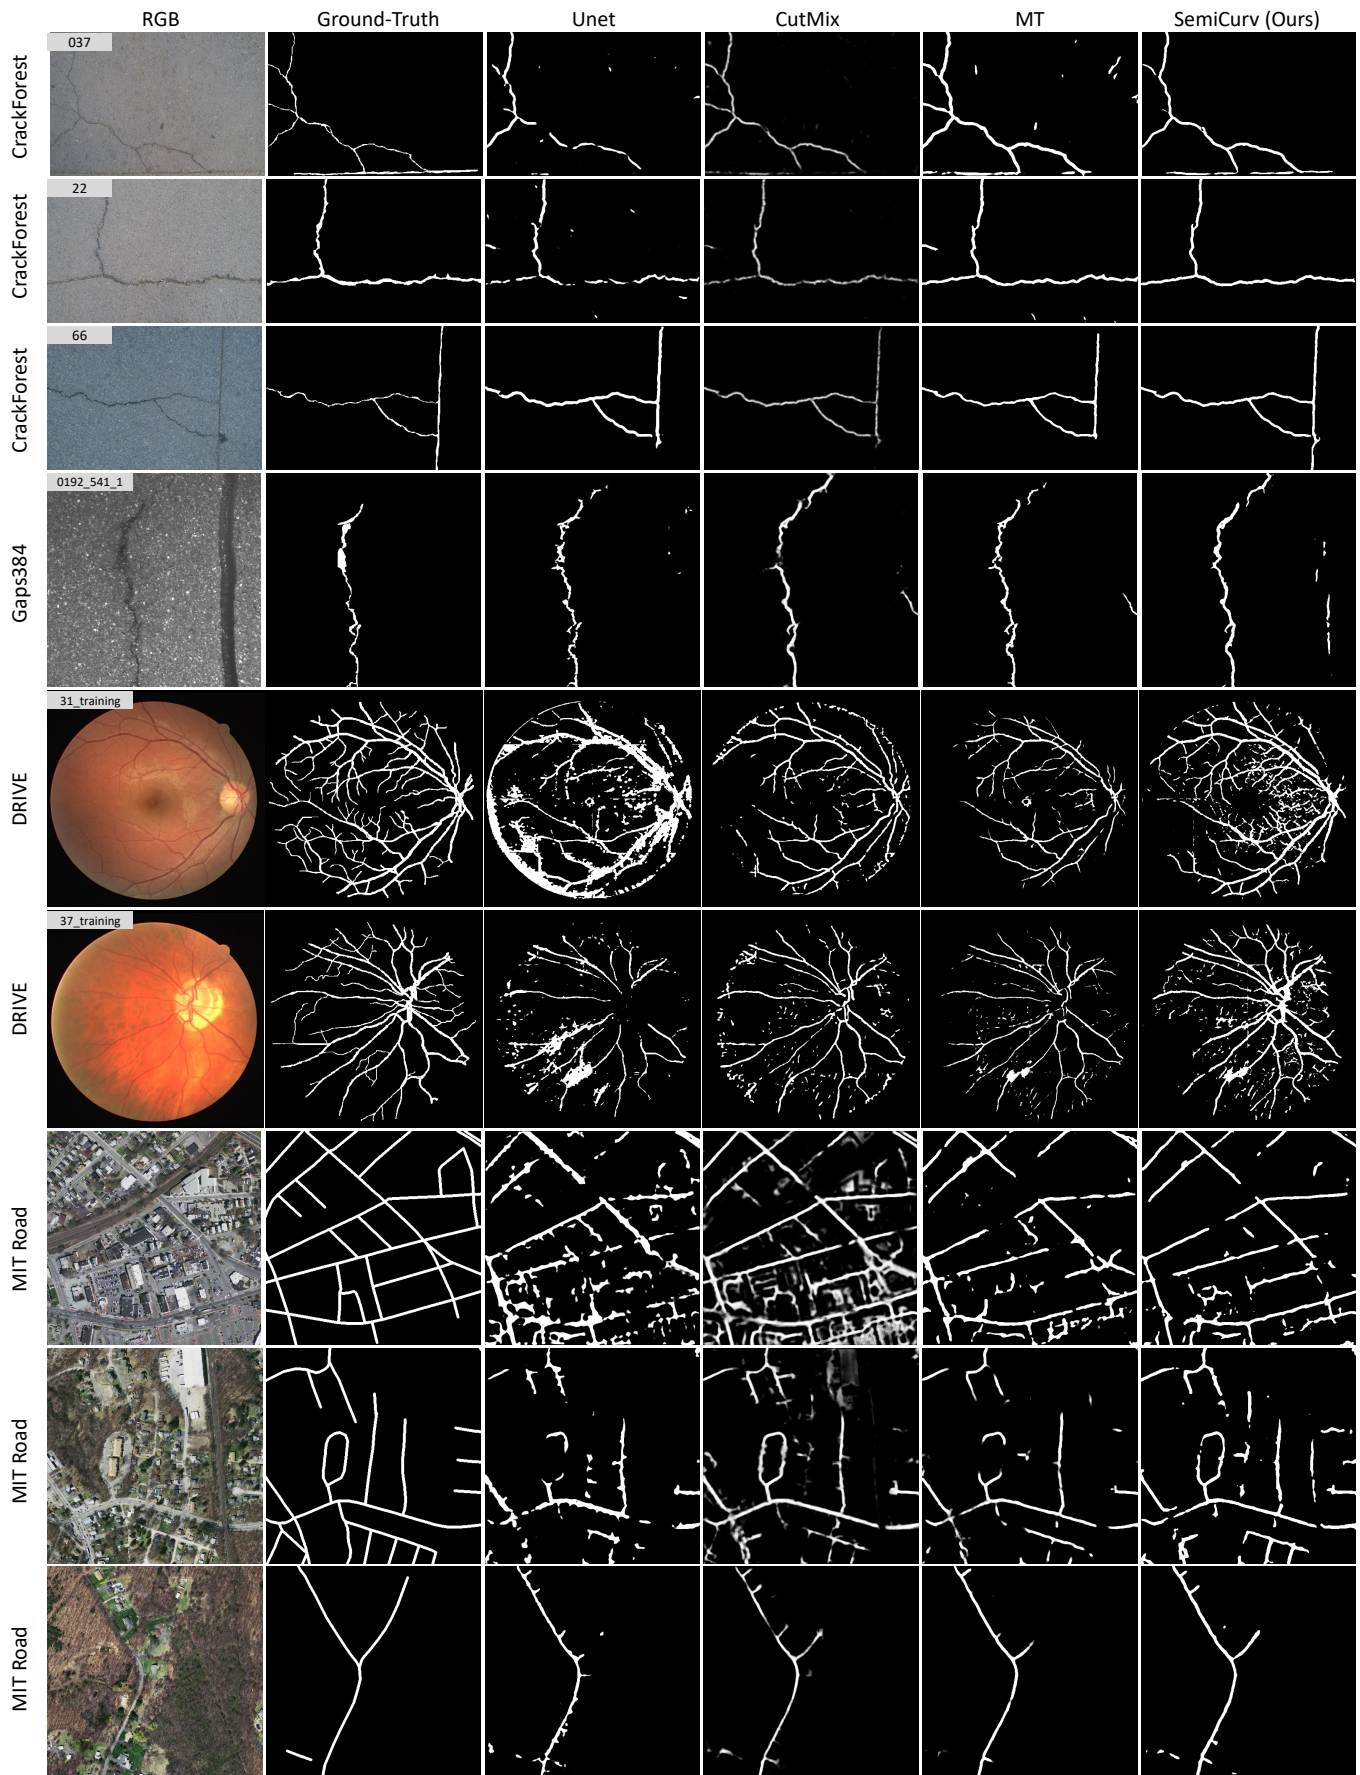 RGB Ground-Truth Unet CutMix MT SemiCurv (Ours)
CrackForest 037
CrackForest 22
CrackForest 66
Gaps384 0192_541_1
DRIVE 31_training
DRIVE 37_training
MIT Road
MIT Road
MIT Road